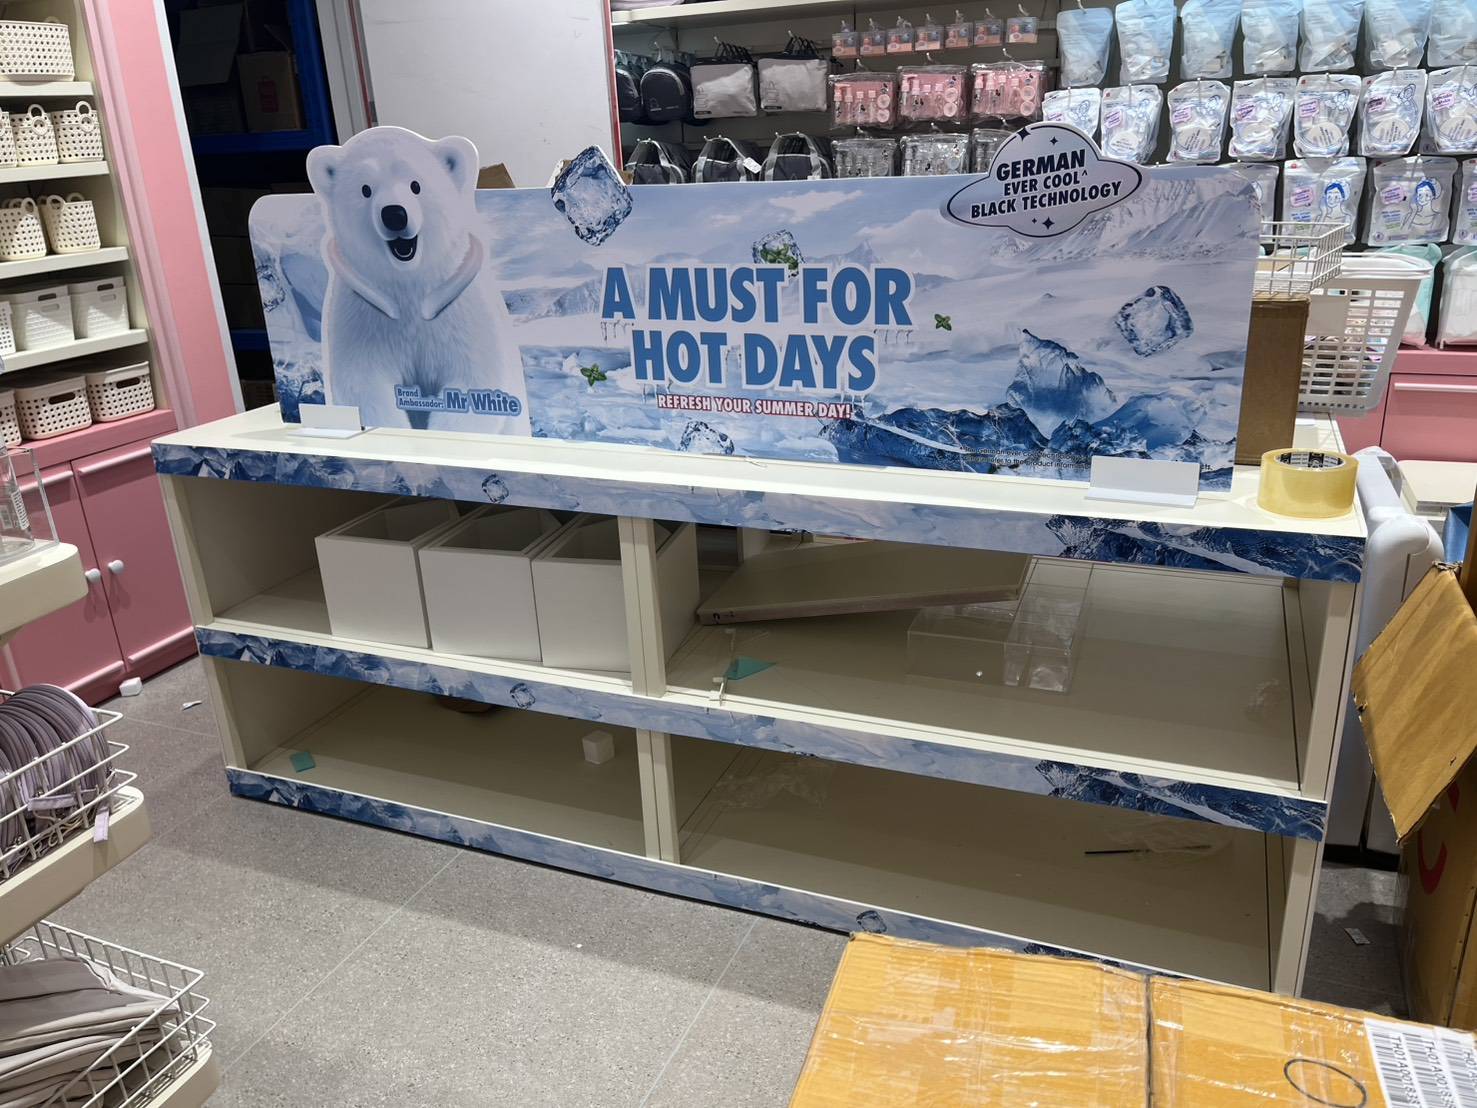 GERMAN
EVER COOL^
BLACK TECHNOLOGY
A MUST FOR
HOT DAYS
REFRESH YOUR SUMMER DAY!
Brand
Ambassador: Mr White